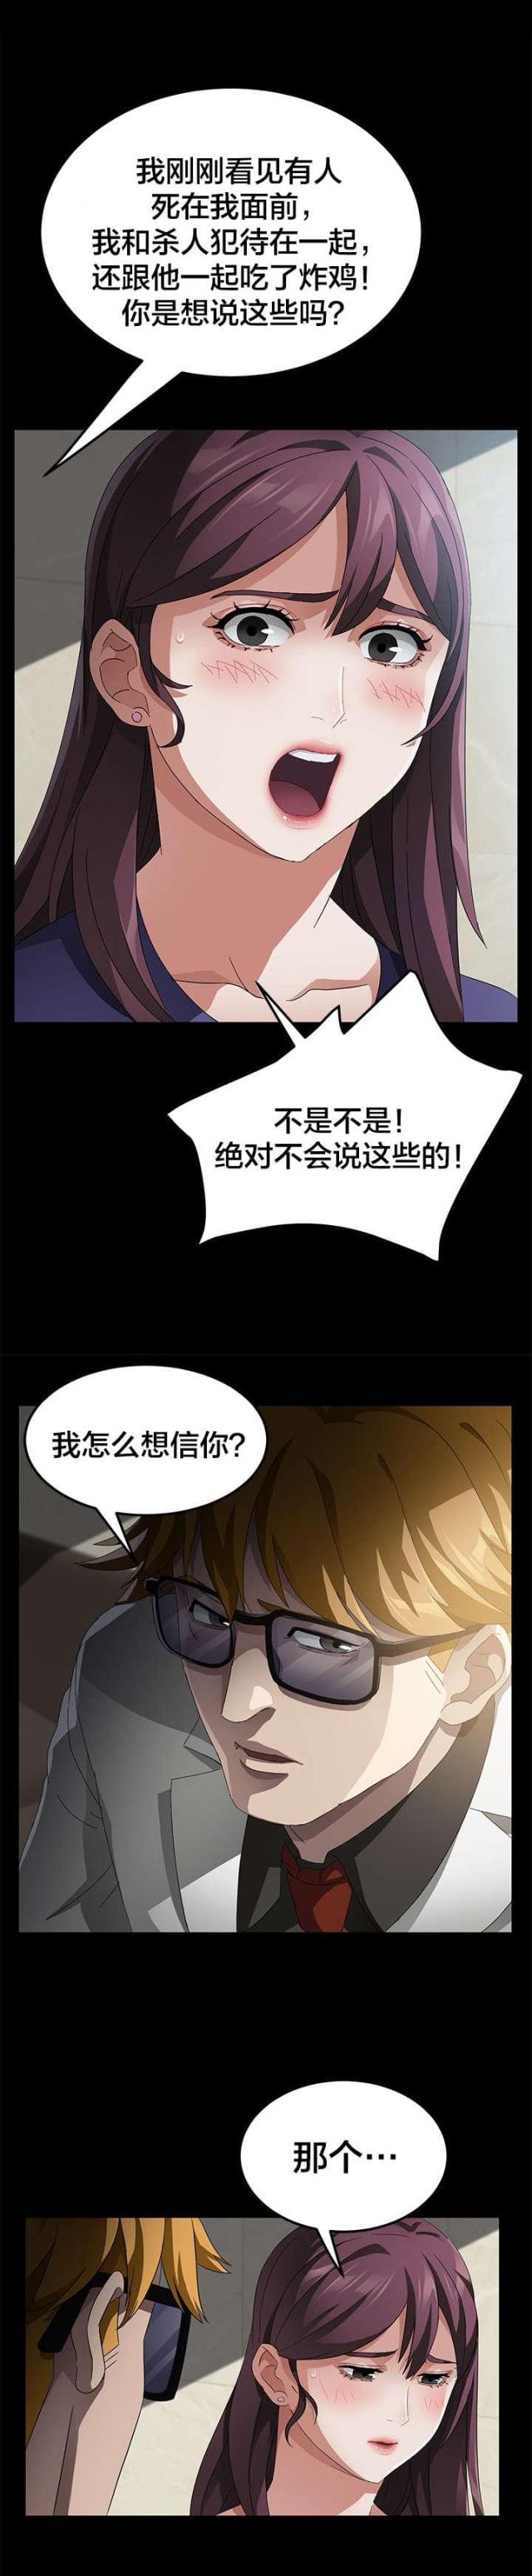 我刚刚看见有人
死在我面前，
我和杀人犯待在一起，
还跟他一起吃了炸鸡！
你是想说这些吗？
不是不是！
绝对不会说这些的！
我怎么想信你？
那个…